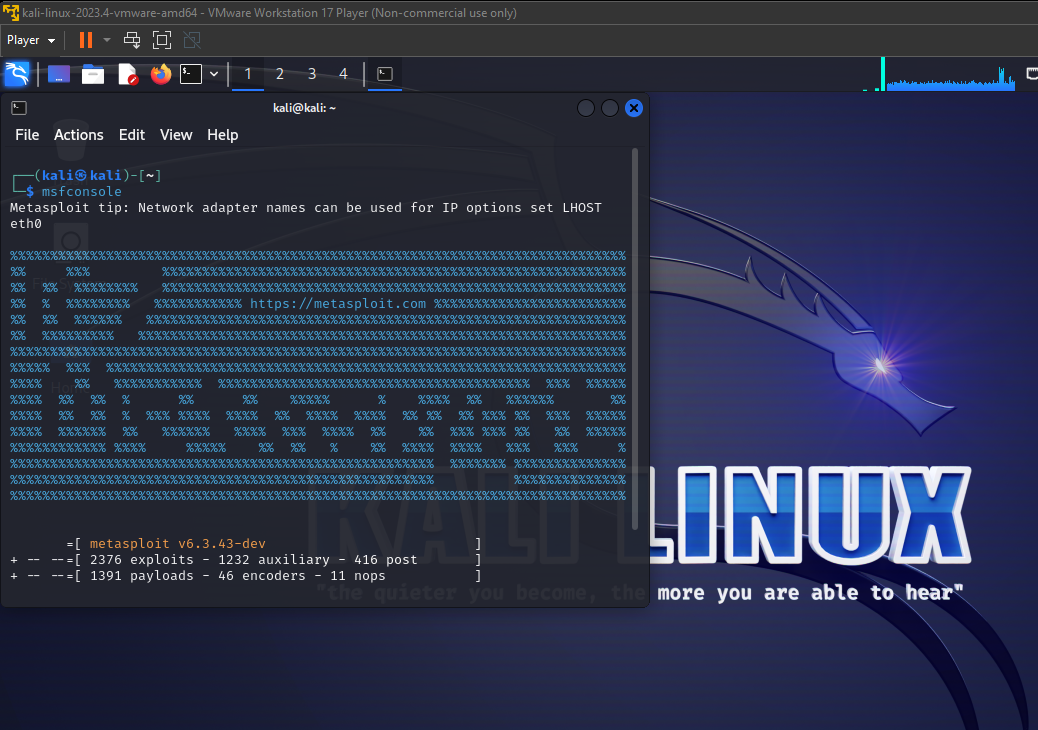 kali-linux-2023.4-vmware-amd64 - VMware Workstation 17 Player (Non-commercial use only)
Player
1 2 3 4
kali@kali: ~
File Actions Edit View Help
┌──(kali㉿kali)-[~]
└─$ msfconsole
Metasploit tip: Network adapter names can be used for IP options set LHOST
eth0
https://metasploit.com
=[ metasploit v6.3.43-dev ]
+ -- --=[ 2376 exploits - 1232 auxiliary - 416 post ]
+ -- --=[ 1391 payloads - 46 encoders - 11 nops ]
KALI LINUX
"the quieter you become, the more you are able to hear"